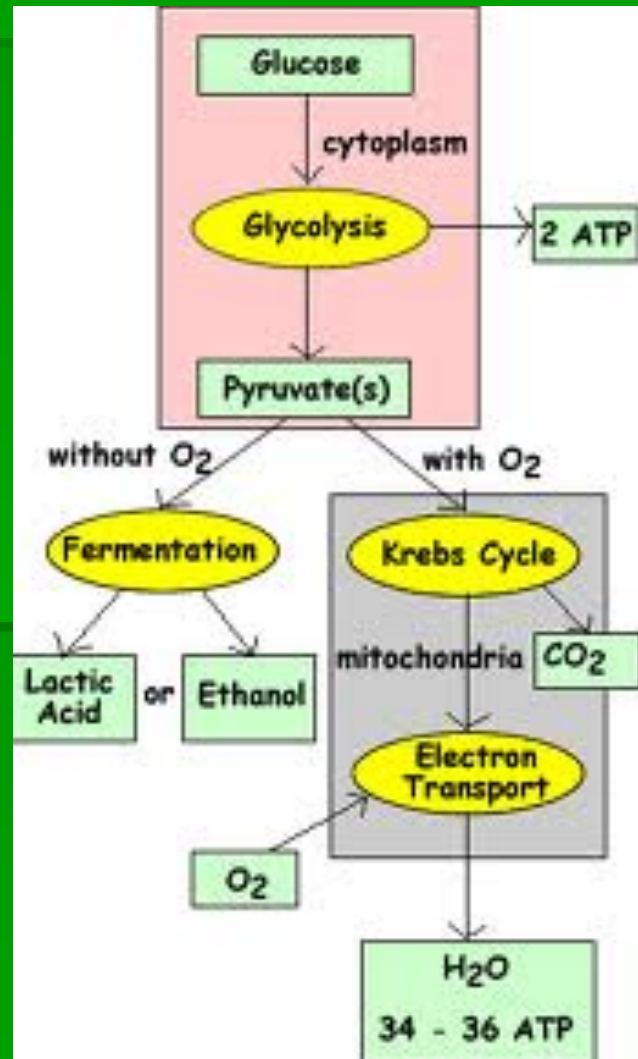 Glucose
cytoplasm
Glycolysis
2 ATP
Pyruvate(s)
without O₂
with O₂
Fermentation
Krebs Cycle
mitochondria
CO₂
Lactic
Acid
or
Ethanol
Electron
Transport
O₂
H₂O
34 - 36 ATP